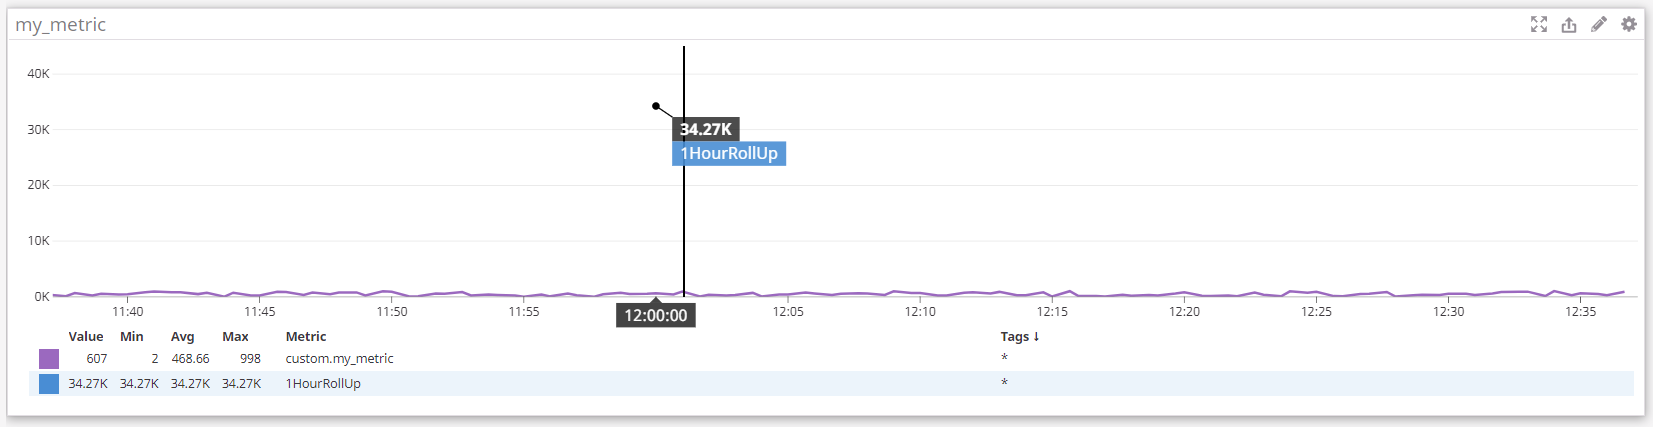 my_metric
40K
30K
20K
10K
0K
34.27K
1HourRollUp
11:40 11:45 11:50 11:55 12:00:00 12:05 12:10 12:15 12:20 12:25 12:30 12:35
Value Min Avg Max Metric Tags ↓
607 2 468.66 998 custom.my_metric *
34.27K 34.27K 34.27K 34.27K 1HourRollUp *